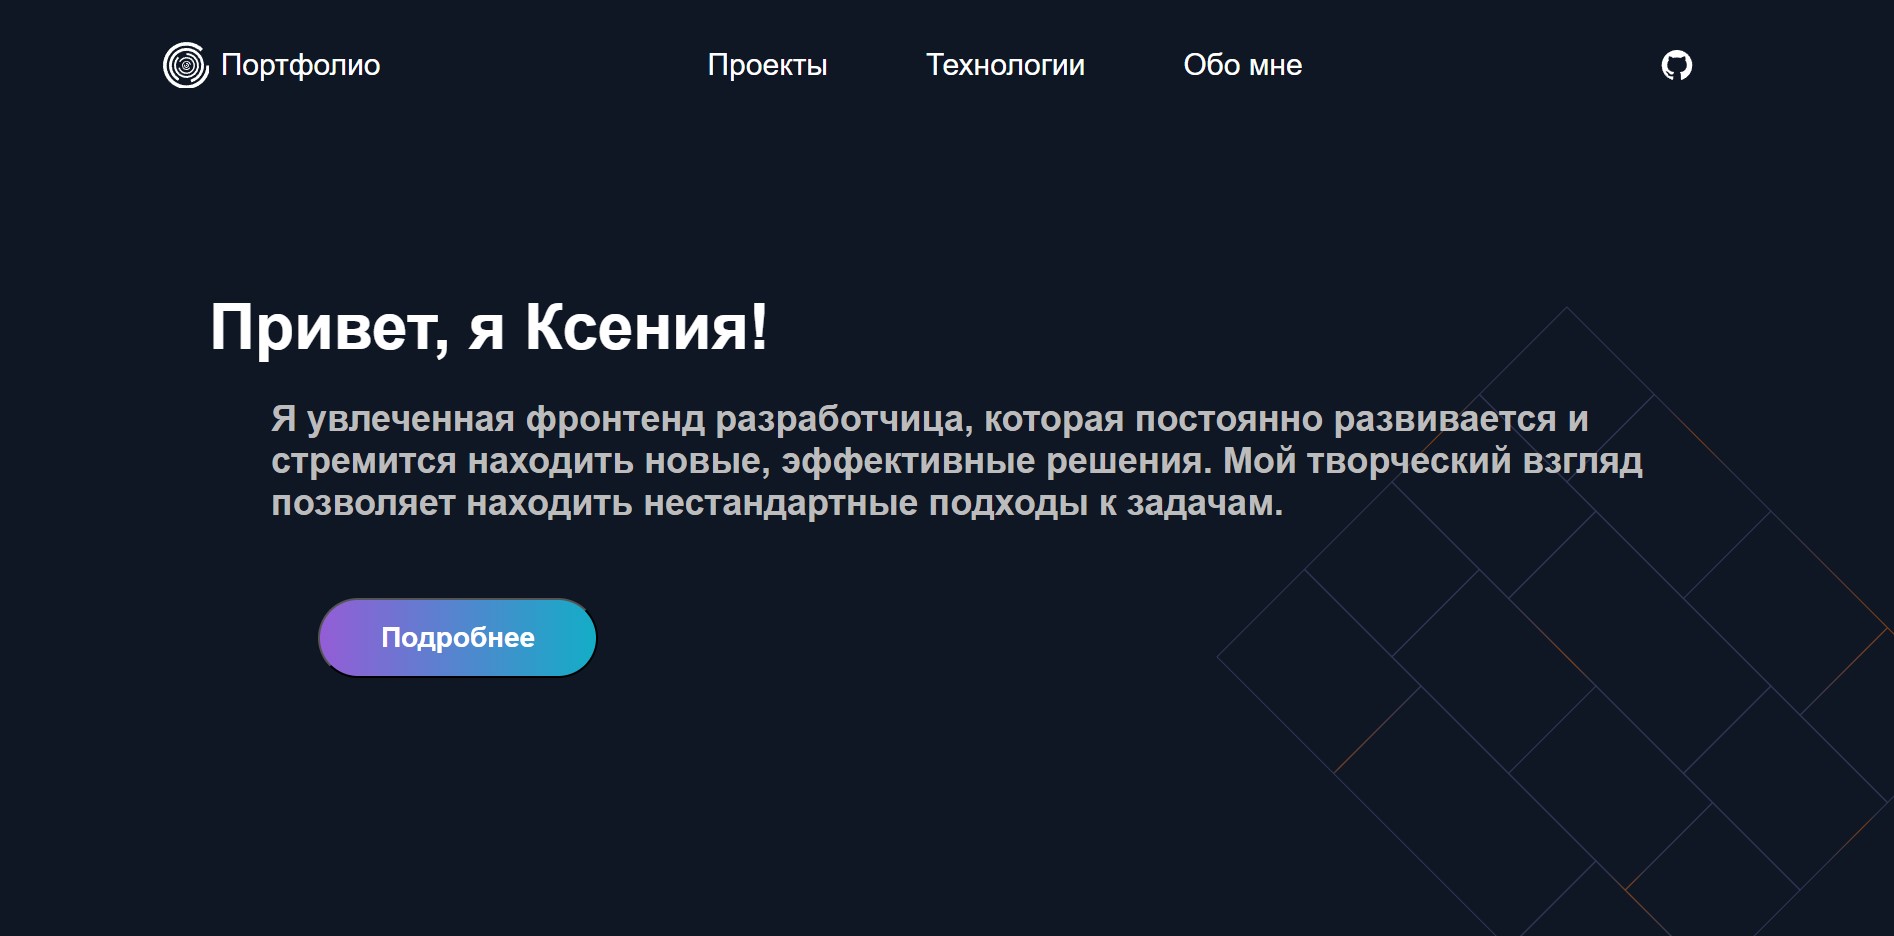 Портфолио
Проекты
Технологии
Обо мне
Привет, я Ксения!
Я увлеченная фронтенд разработчица, которая постоянно развивается и
стремится находить новые, эффективные решения. Мой творческий взгляд
позволяет находить нестандартные подходы к задачам.
Подробнее